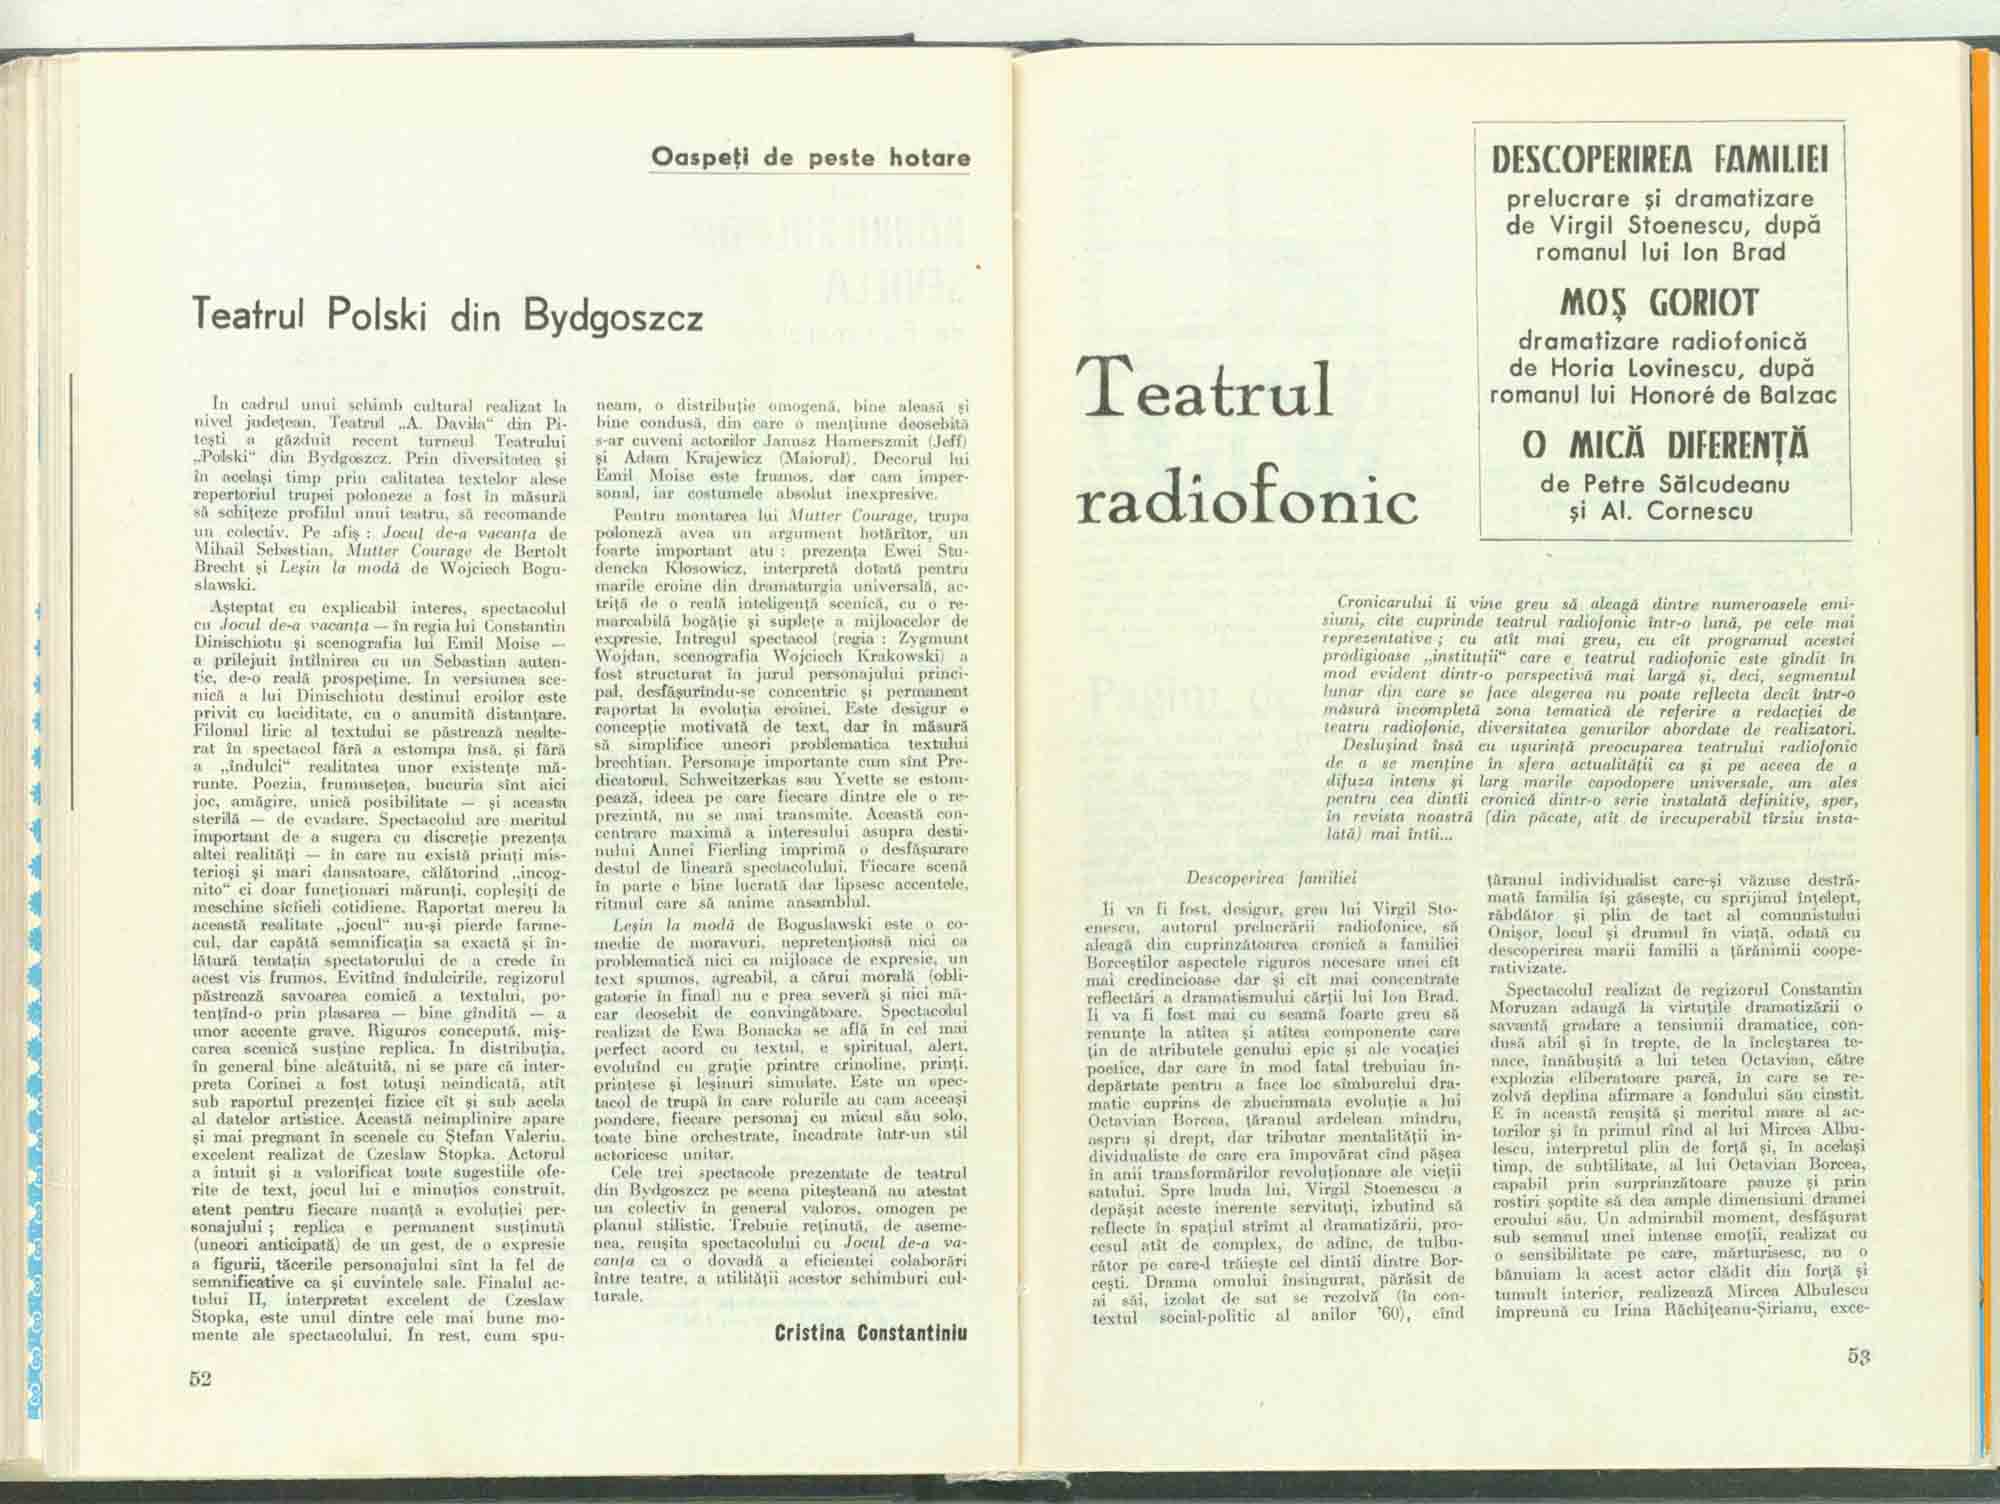 Oaspeți de peste hotare
Teatrul Polski din Bydgoszcz
În cadrul unui schimb cultural realizat la
nivel județean, Teatrul „A. Davila“ din Pi-
tești a găzduit recent turneul Teatrului
„Polski“ din Bydgoszcz. Prin diversitatea și
în același timp prin calitatea textelor alese
repertoriul trupei poloneze a fost în măsură
să schițeze profilul unui teatru, să recomande
un colectiv. Pe afiș : Jocul de-a vacanța de
Mihail Sebastian, Mutter Courage de Bertolt
Brecht și Leșin la modă de Wojciech Bogu-
slawski.
Așteptat cu explicabil interes, spectacolul
cu Jocul de-a vacanța — în regia lui Constantin
Dinischiotu și scenografia lui Emil Moise —
a prilejuit întîlnirea cu un Sebastian auten-
tic, de-o reală prospețime. În versiunea sce-
nică a lui Dinischiotu destinul eroilor este
privit cu luciditate, cu o anumită distanțare.
Filonul liric al textului se păstrează nealte-
rat în spectacol fără a estompa însă, și fără
a „îndulci“ realitatea unor existențe mă-
runte. Poezia, frumusețea, bucuria sînt aici
joc, amăgire, unică posibilitate — și aceasta
sterilă — de evadare. Spectacolul are meritul
important de a sugera cu discreție prezența
altei realități — în care nu există prinți mis-
terioși și mari dansatoare, călătorind „incog-
nito“ ci doar funcționari mărunți, copleșiți de
meschine sîcîieli cotidiene. Raportat mereu la
această realitate „jocul“ nu-și pierde farme-
cul, dar capătă semnificația sa exactă și în-
lătură tentația spectatorului de a crede în
acest vis frumos. Evitînd îndulcirile, regizorul
păstrează savoarea comică a textului, po-
tențînd-o prin plasarea — bine gîndită — a
unor accente grave. Riguros concepută, miș-
carea scenică susține replica. În distribuția,
în general bine alcătuită, ni se pare că inter-
preta Corinei a fost totuși neindicată, atît
sub raportul prezenței fizice cît și sub acela
al datelor artistice. Această neîmplinire apare
și mai pregnant în scenele cu Ștefan Valeriu,
excelent realizat de Czeslaw Stopka. Actorul
a intuit și a valorificat toate sugestiile ofe-
rite de text, jocul lui e minuțios construit,
atent pentru fiecare nuanță a evoluției per-
sonajului ; replica e permanent susținută
(uneori anticipată) de un gest, de o expresie
a figurii, tăcerile personajului sînt la fel de
semnificative ca și cuvintele sale. Finalul ac-
tului II, interpretat excelent de Czeslaw
Stopka, este unul dintre cele mai bune mo-
mente ale spectacolului. În rest, cum spu-
neam, o distribuție omogenă, bine aleasă și
bine condusă, din care o mențiune deosebită
s-ar cuveni actorilor Janusz Hamerszmit (Jeff)
și Adam Krajewicz (Maiorul). Decorul lui
Emil Moise este frumos, dar cam imper-
sonal, iar costumele absolut inexpresive.
Pentru montarea lui Mutter Courage, trupa
poloneză avea un argument hotărîtor, un
foarte important atu : prezența Ewei Stu-
dencka Klosowicz, interpretă dotată pentru
marile eroine din dramaturgia universală, ac-
triță de o reală inteligență scenică, cu o re-
marcabilă bogăție și suplețe a mijloacelor de
expresie. Întregul spectacol (regia : Zygmunt
Wojdan, scenografia Wojciech Krakowski) a
fost structurat în jurul personajului princi-
pal, desfășurîndu-se concentric și permanent
raportat la evoluția eroinei. Este desigur o
concepție motivată de text, dar în măsură
să simplifice uneori problematica textului
brechtian. Personaje importante cum sînt Pre-
dicatorul, Schweitzerkas sau Yvette se estom-
pează, ideea pe care fiecare dintre ele o re-
prezintă, nu se mai transmite. Această con-
centrare maximă a interesului asupra desti-
nului Annei Fierling imprimă o desfășurare
destul de lineară spectacolului. Fiecare scenă
în parte e bine lucrată dar lipsesc accentele,
ritmul care să anime ansamblul.
Leșin la modă de Boguslawski este o co-
medie de moravuri, nepretențioasă nici ca
problematică nici ca mijloace de expresie, un
text spumos, agreabil, a cărui morală (obli-
gatorie în final) nu e prea severă și nici mă-
car deosebit de convingătoare. Spectacolul
realizat de Ewa Bonacka se află în cel mai
perfect acord cu textul, e spiritual, alert,
evoluînd cu grație printre crinoline, prinți,
prințese și leșinuri simulate. Este un spec-
tacol de trupă în care rolurile au cam aceeași
pondere, fiecare personaj cu micul său solo,
toate bine orchestrate, încadrate într-un stil
actoricesc unitar.
Cele trei spectacole prezentate de teatrul
din Bydgoszcz pe scena piteșteană au atestat
un colectiv în general valoros, omogen pe
planul stilistic. Trebuie reținută, de aseme-
nea, reușita spectacolului cu Jocul de-a va-
canța ca o dovadă a eficienței colaborări
între teatre, a utilității acestor schimburi cul-
turale.
Cristina Constantiniu
52
Teatrul
radiofonic
DESCOPERIREA FAMILIEI
prelucrare și dramatizare
de Virgil Stoenescu, după
romanul lui Ion Brad
MOȘ GORIOT
dramatizare radiofonică
de Horia Lovinescu, după
romanul lui Honoré de Balzac
O MICĂ DIFERENȚĂ
de Petre Sălcudeanu
și Al. Cornescu
Cronicarului îi vine greu să aleagă dintre numeroasele emi-
siuni, cîte cuprinde teatrul radiofonic într-o lună, pe cele mai
reprezentative ; cu atît mai greu, cu cît programul acestei
prodigioase „instituții“ care e teatrul radiofonic este gîndit în
mod evident dintr-o perspectivă mai largă și, deci, segmentul
lunar din care se face alegerea nu poate reflecta decît într-o
măsură incompletă zona tematică de referire a redacției de
teatru radiofonic, diversitatea genurilor abordate de realizatori.
Deslușind însă cu ușurință preocuparea teatrului radiofonic
de a se menține în sfera actualității ca și pe aceea de a
difuza intens și larg marile capodopere universale, am ales
pentru cea dintîi cronică dintr-o serie instalată definitiv, sper,
în revista noastră (din păcate, atît de irecuperabil tîrziu insta-
lată) mai întîi...
Descoperirea familiei
Îi va fi fost, desigur, greu lui Virgil Sto-
enescu, autorul prelucrării radiofonice, să
aleagă din cuprinzătoarea cronică a familiei
Borceștilor aspectele riguros necesare unei cît
mai credincioase dar și cît mai concentrate
reflectări a dramatismului cărții lui Ion Brad.
Îi va fi fost mai cu seamă foarte greu să
renunțe la atîtea și atîtea componente care
țin de atributele genului epic și ale vocației
poetice, dar care în mod fatal trebuiau în-
depărtate pentru a face loc sîmburelui dra-
matic cuprins de zbuciumata evoluție a lui
Octavian Borcea, țăranul ardelean mîndru,
aspru și drept, dar tributar mentalității in-
dividualiste de care era împovărat cînd pășea
în anii transformărilor revoluționare ale vieții
satului. Spre lauda lui, Virgil Stoenescu a
depășit aceste inerente servituți, izbutind să
reflecte în spațiul strîmt al dramatizării, pro-
cesul atît de complex, de adînc, de tulbu-
rător pe care-l trăiește cel dintîi dintre Bor-
cești. Drama omului însingurat, părăsit de
ai săi, izolat de sat se rezolvă (în con-
textul social-politic al anilor '60), cînd
țăranul individualist care-și văzuse destră-
mată familia își găsește, cu sprijinul înțelept,
răbdător și plin de tact al comunistului
Onișor, locul și drumul în viață, odată cu
descoperirea marii familii a țărănimii coope-
rativizate.
Spectacolul realizat de regizorul Constantin
Moruzan adaugă la virtuțile dramatizării o
savantă gradare a tensiunii dramatice, con-
dusă abil și în trepte, de la încleștarea te-
nace, înnăbușită a lui tetea Octavian, către
explozia eliberatoare parcă, în care se re-
zolvă deplina afirmare a fondului său cinstit.
E în această reușită și meritul mare al ac-
torilor și în primul rînd al lui Mircea Albu-
lescu, interpretul plin de forță și, în același
timp, de subtilitate, al lui Octavian Borcea,
capabil prin surprinzătoare pauze și prin
rostiri șoptite să dea ample dimensiuni dramei
eroului său. Un admirabil moment, desfășurat
sub semnul unei intense emoții, realizat cu
o sensibilitate pe care, mărturisesc, nu o
bănuiam la acest actor clădit din forță și
tumult interior, realizează Mircea Albulescu
împreună cu Irina Răchițeanu-Șirianu, exce-
53